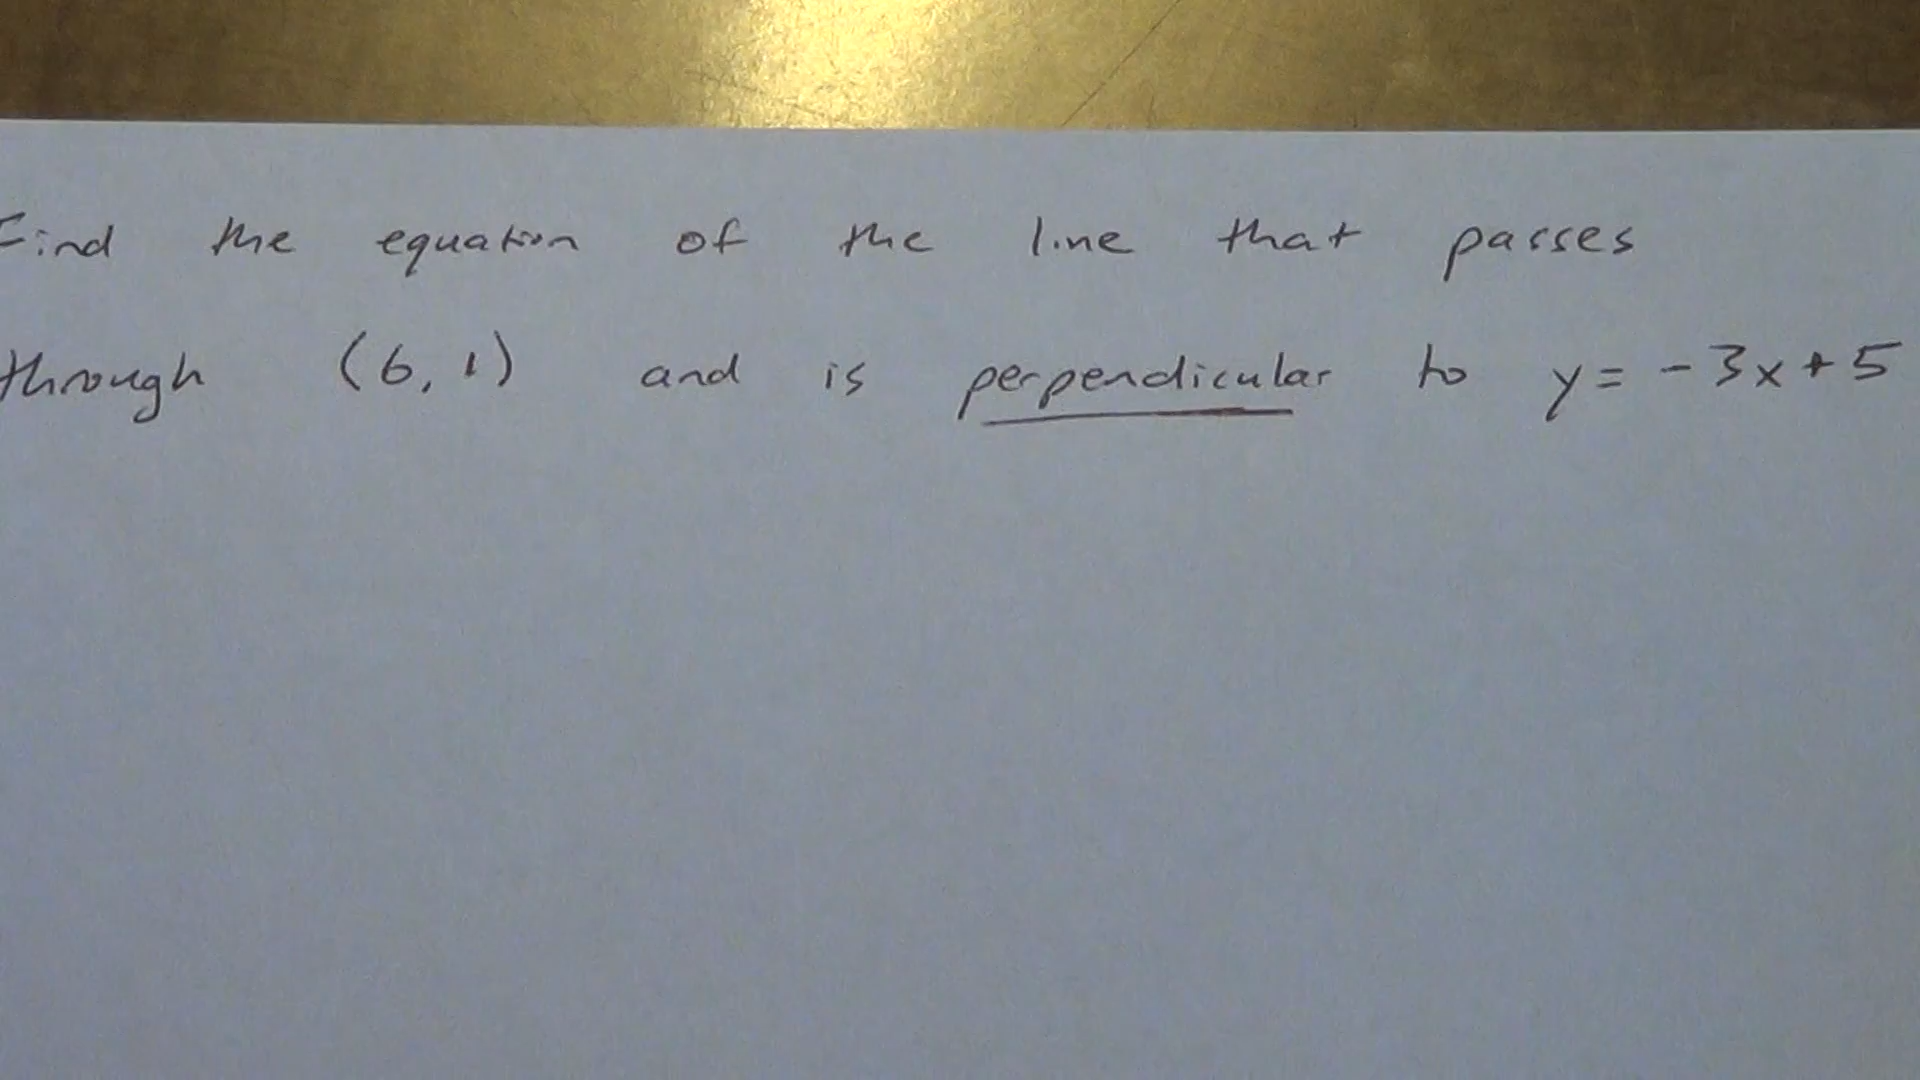 Find the equation of the line that passes
through (6, 1) and is perpendicular to y = -3x + 5